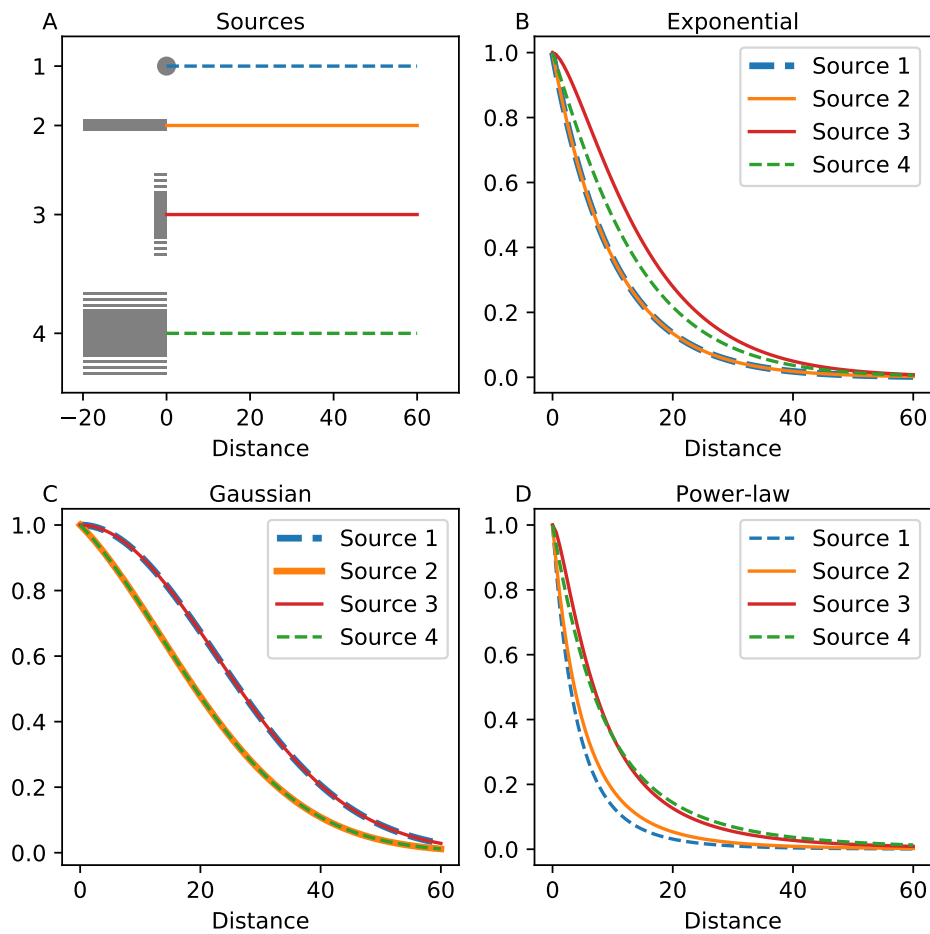 A
Sources
1
2
3
4
−20
0
20
40
60
Distance
B
Exponential
1.0
0.8
0.6
0.4
0.2
0.0
Source 1
Source 2
Source 3
Source 4
0
20
40
60
Distance
C
Gaussian
1.0
0.8
0.6
0.4
0.2
0.0
Source 1
Source 2
Source 3
Source 4
0
20
40
60
Distance
D
Power-law
1.0
0.8
0.6
0.4
0.2
0.0
Source 1
Source 2
Source 3
Source 4
0
20
40
60
Distance